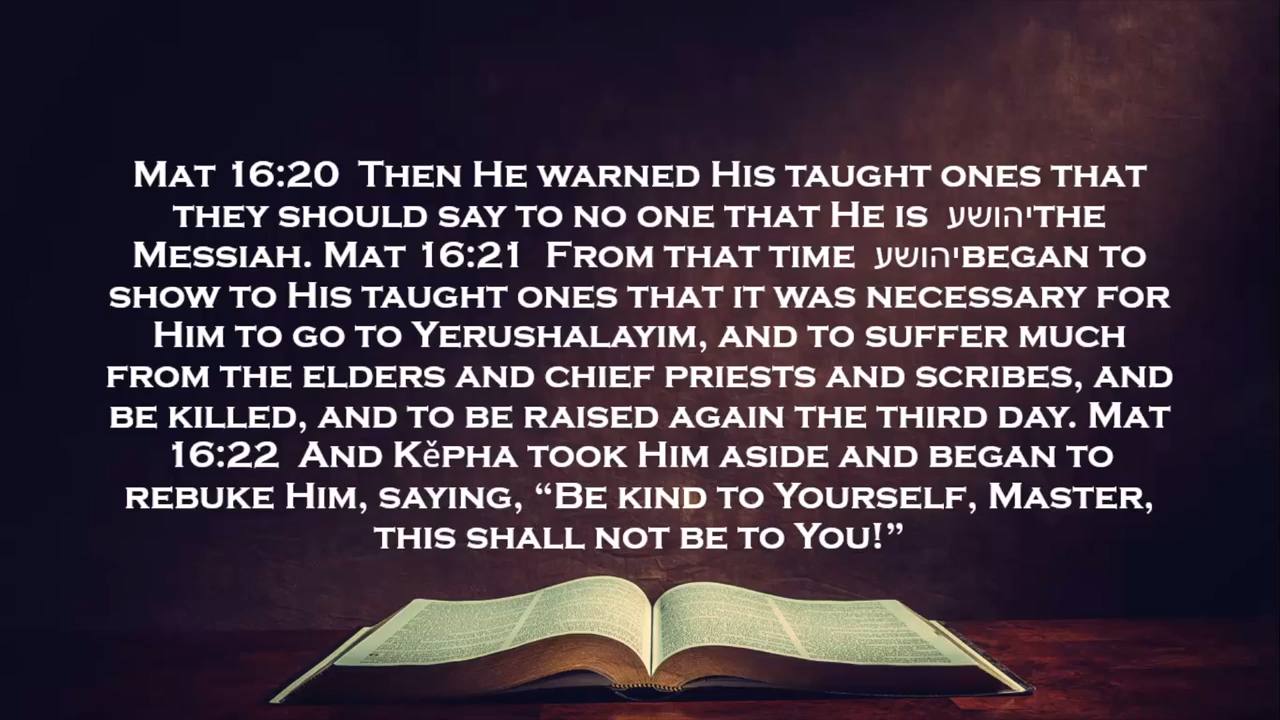 Mat 16:20 Then He warned His taught ones that
they should say to no one that He is יהושע the
Messiah. Mat 16:21 From that time יהושע began to
show to His taught ones that it was necessary for
Him to go to Yerushalayim, and to suffer much
from the elders and chief priests and scribes, and
be killed, and to be raised again the third day. Mat
16:22 And Kěpha took Him aside and began to
rebuke Him, saying, “Be kind to Yourself, Master,
this shall not be to You!”